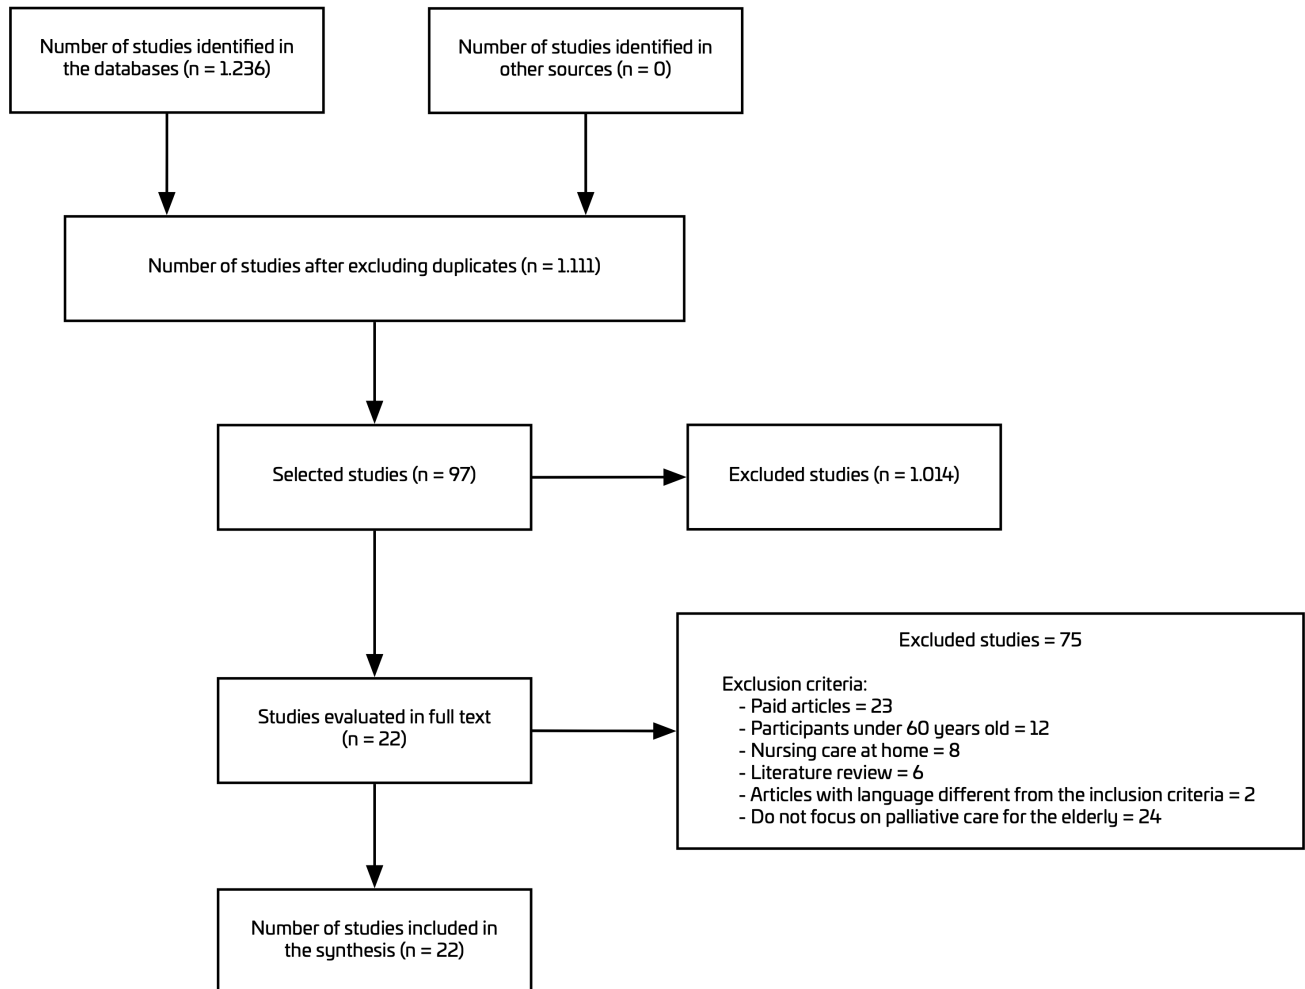 Number of studies identified in
the databases (n = 1.236)
Number of studies identified in
other sources (n = 0)
Number of studies after excluding duplicates (n = 1.111)
Selected studies (n = 97)
Excluded studies (n = 1.014)
Studies evaluated in full text
(n = 22)
Excluded studies = 75
Exclusion criteria:
- Paid articles = 23
- Participants under 60 years old = 12
- Nursing care at home = 8
- Literature review = 6
- Articles with language different from the inclusion criteria = 2
- Do not focus on palliative care for the elderly = 24
Number of studies included in
the synthesis (n = 22)